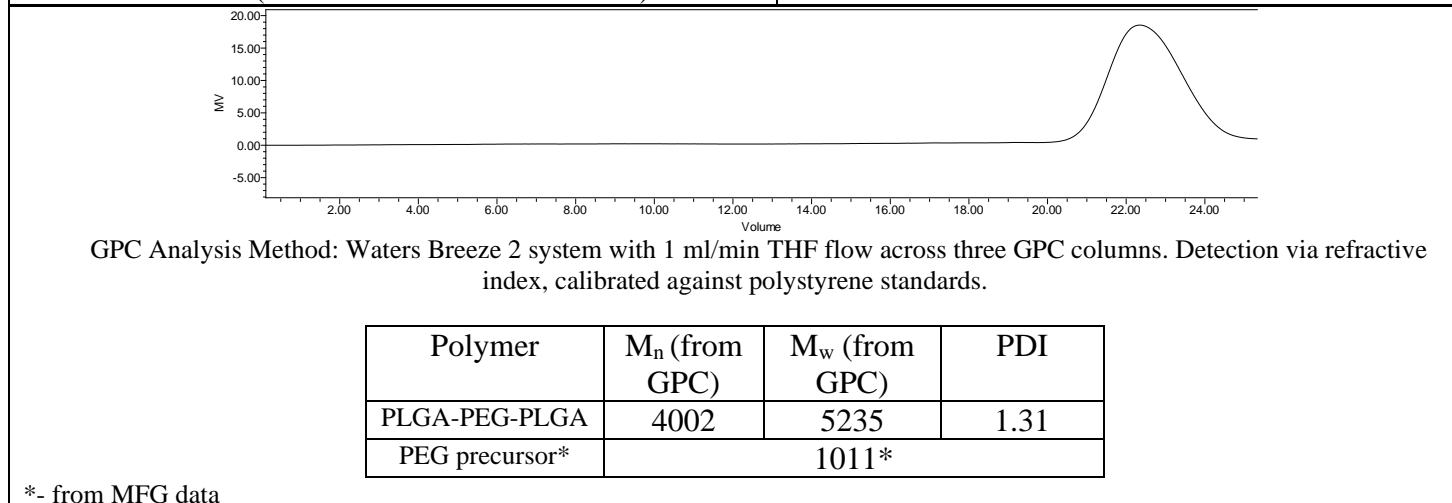 20.00
15.00
10.00
5.00
0.00
-5.00
MV
2.00 4.00 6.00 8.00 10.00 12.00 14.00 16.00 18.00 20.00 22.00 24.00
Volume
GPC Analysis Method: Waters Breeze 2 system with 1 ml/min THF flow across three GPC columns. Detection via refractive
index, calibrated against polystyrene standards.
Polymer Mn (from GPC) Mw (from GPC) PDI
PLGA-PEG-PLGA 4002 5235 1.31
PEG precursor* 1011*
*- from MFG data